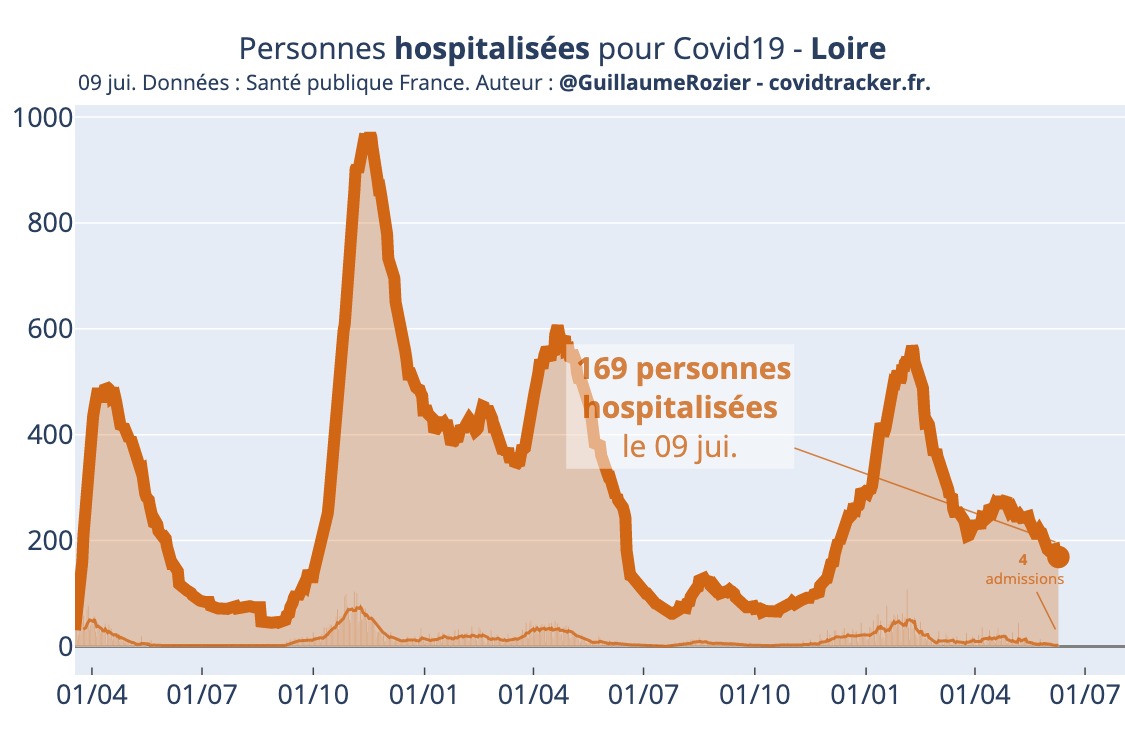 Personnes hospitalisées pour Covid19 - Loire
09 jui. Données : Santé publique France. Auteur : @GuillaumeRozier - covidtracker.fr.
1000
800
600
400
200
0
169 personnes
hospitalisées
le 09 jui.
4
admissions
01/04 01/07 01/10 01/01 01/04 01/07 01/10 01/01 01/04 01/07